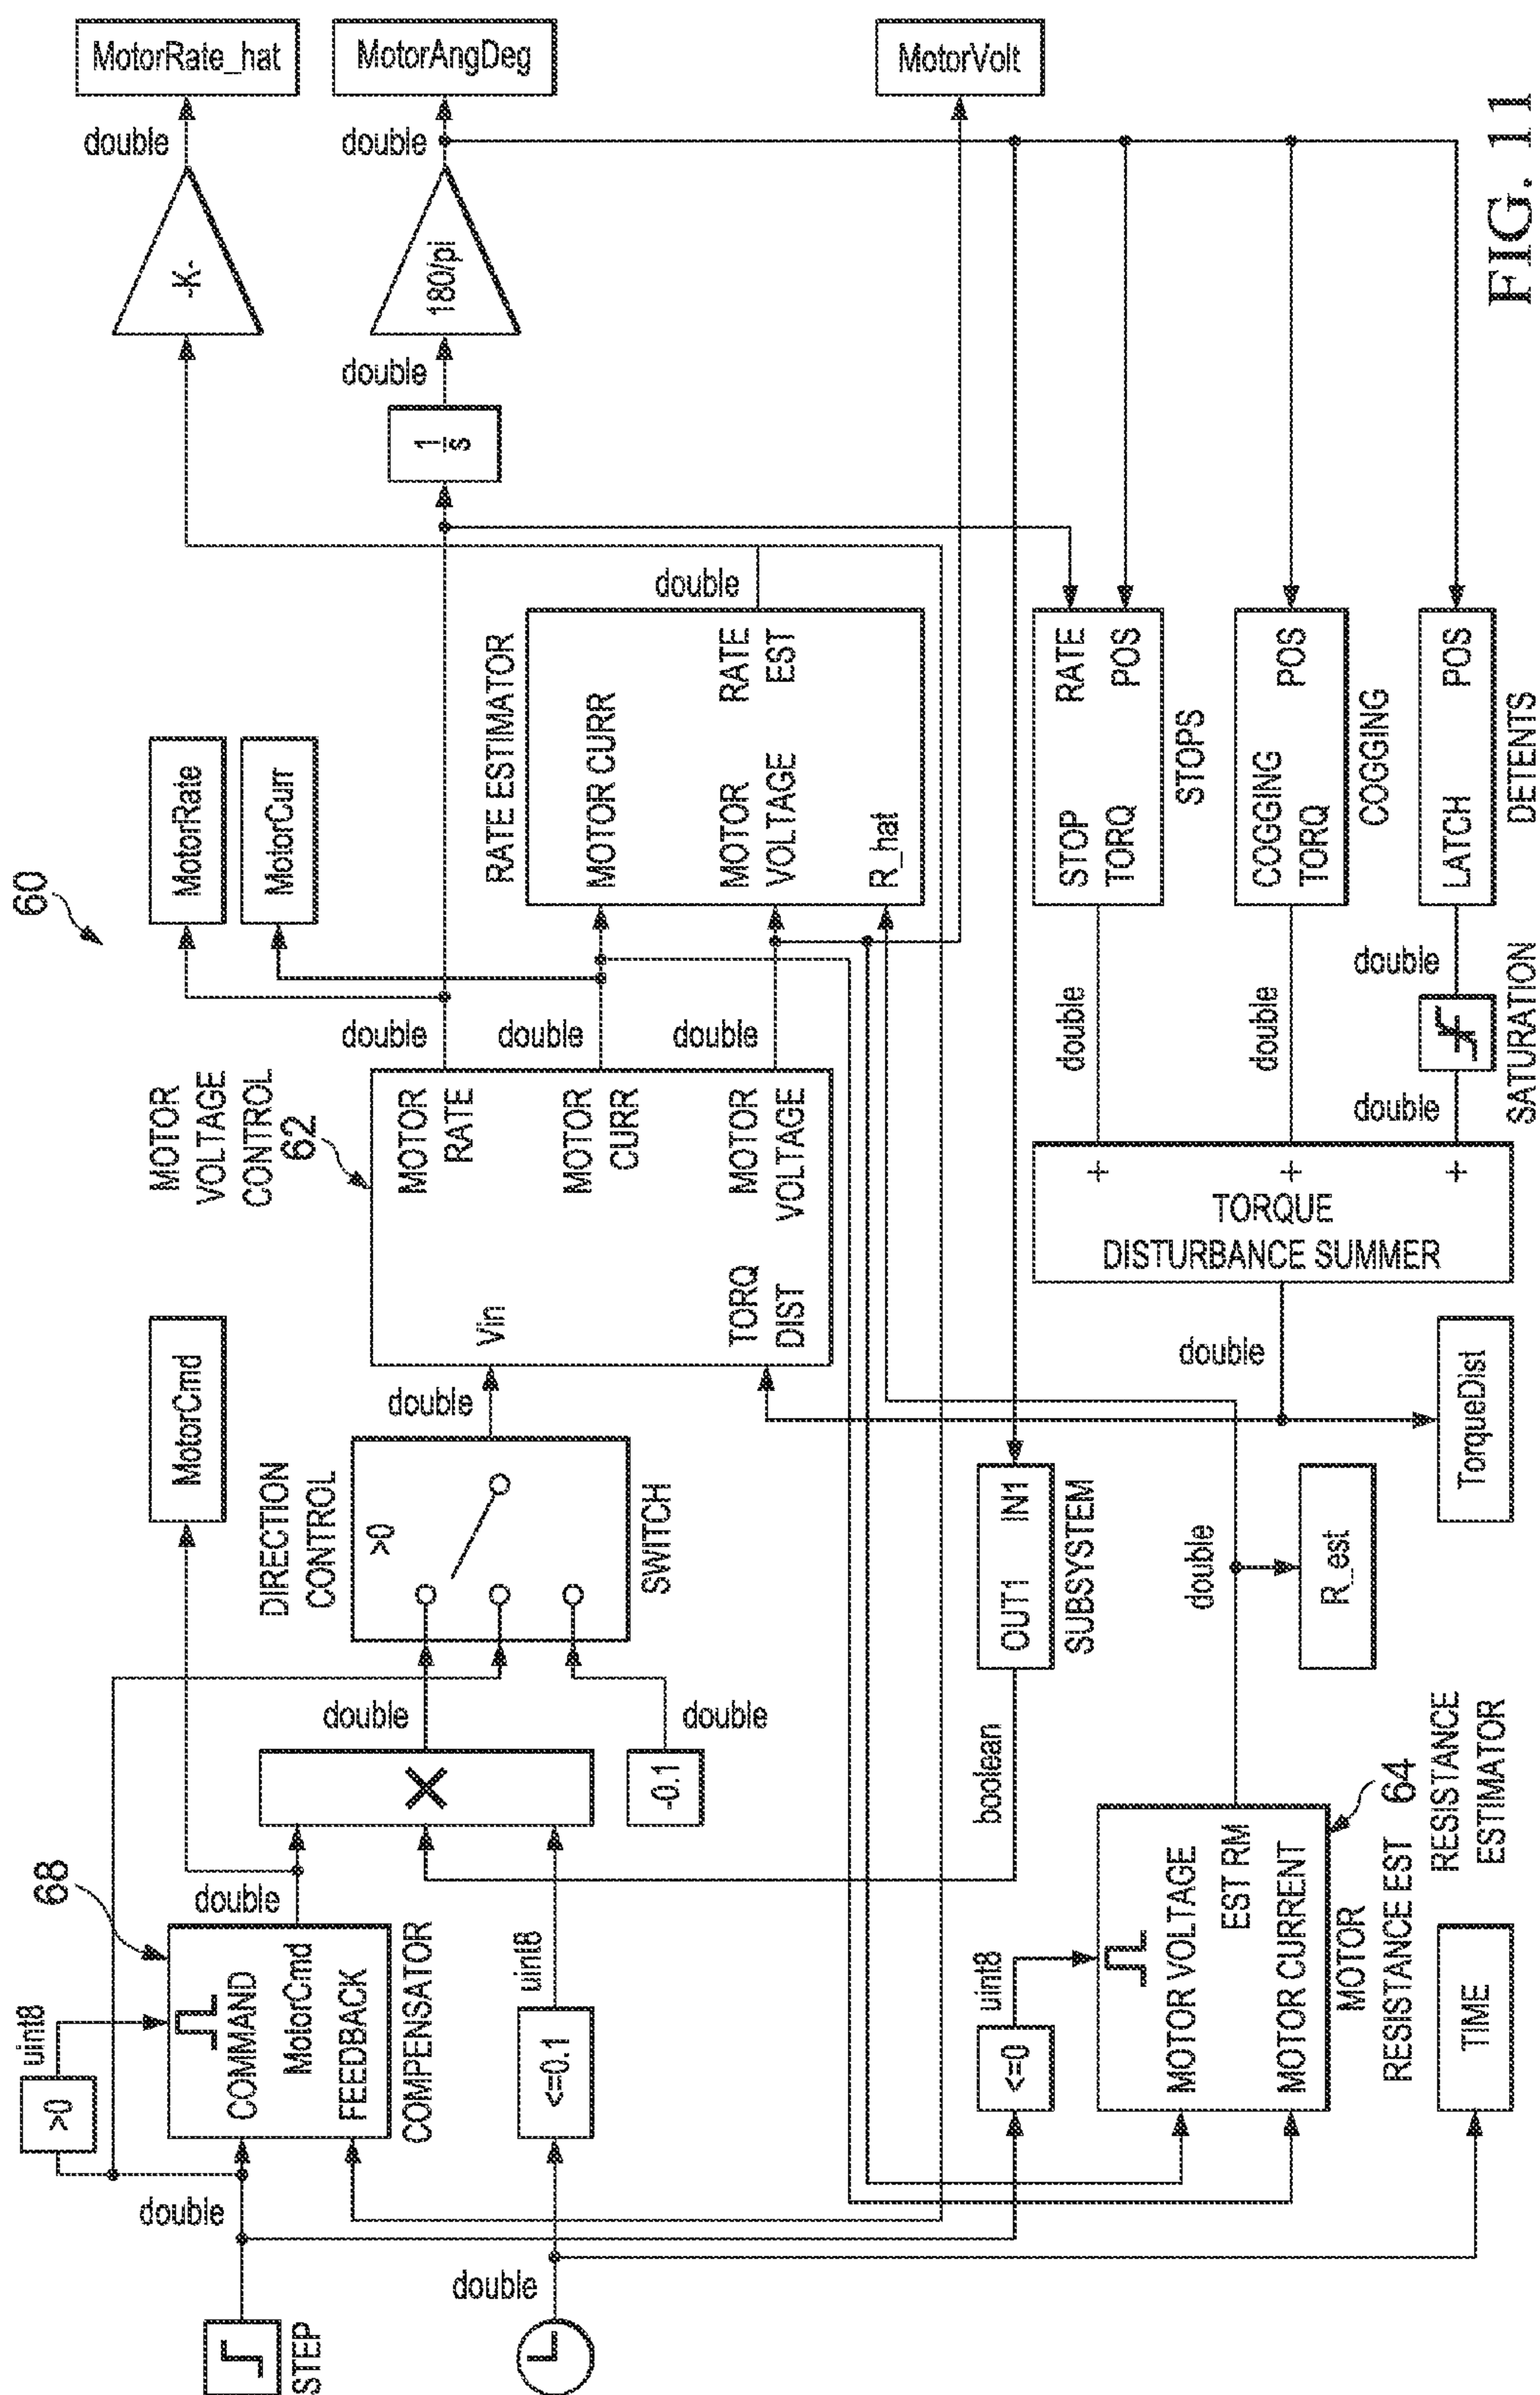 60
STEP
double
>0
uint8
68
COMMAND
MotorCmd
FEEDBACK
COMPENSATOR
double
MotorCmd
double
<=0.1
uint8
×
double
-0.1
double
DIRECTION
CONTROL
>0
SWITCH
double
MOTOR
VOLTAGE
CONTROL
62
Vin
TORQ
DIST
MOTOR
RATE
MOTOR
CURR
MOTOR
VOLTAGE
double
double
double
MotorRate
MotorCurr
RATE ESTIMATOR
MOTOR CURR
MOTOR
VOLTAGE
R_hat
RATE
EST
double
1
s
double
-K-
180/pi
double
double
MotorRate_hat
MotorAngDeg
MotorVolt
<=0
uint8
MOTOR VOLTAGE
EST RM
MOTOR CURRENT
MOTOR
RESISTANCE EST
64
RESISTANCE
ESTIMATOR
TIME
boolean
OUT1
IN1
SUBSYSTEM
double
R_est
double
TorqueDist
TORQUE
DISTURBANCE SUMMER
+
+
+
double
double
double
SATURATION
double
STOP
TORQ
RATE
POS
STOPS
COGGING
TORQ
POS
COGGING
LATCH
POS
DETENTS
FIG. 11